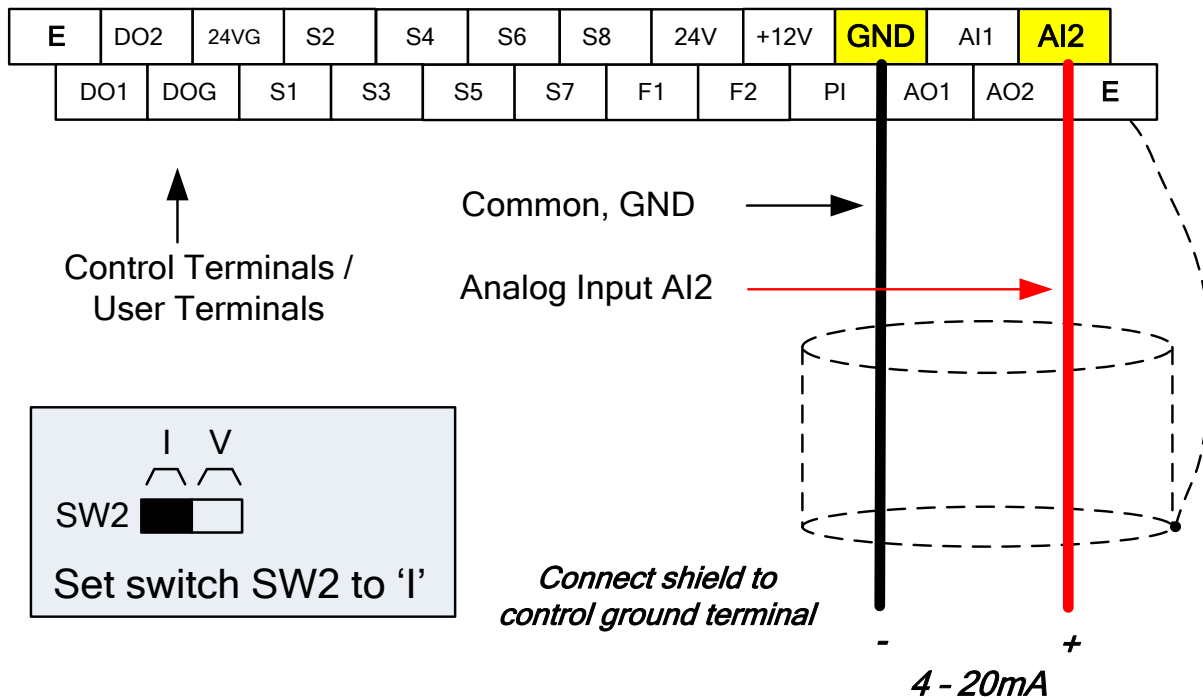 E DO2 24VG S2 S4 S6 S8 24V +12V GND AI1 AI2
DO1 DOG S1 S3 S5 S7 F1 F2 PI AO1 AO2 E
Common, GND
Control Terminals /
User Terminals
Analog Input AI2
I V
SW2
Set switch SW2 to ‘I’
Connect shield to
control ground terminal
- +
4 - 20mA